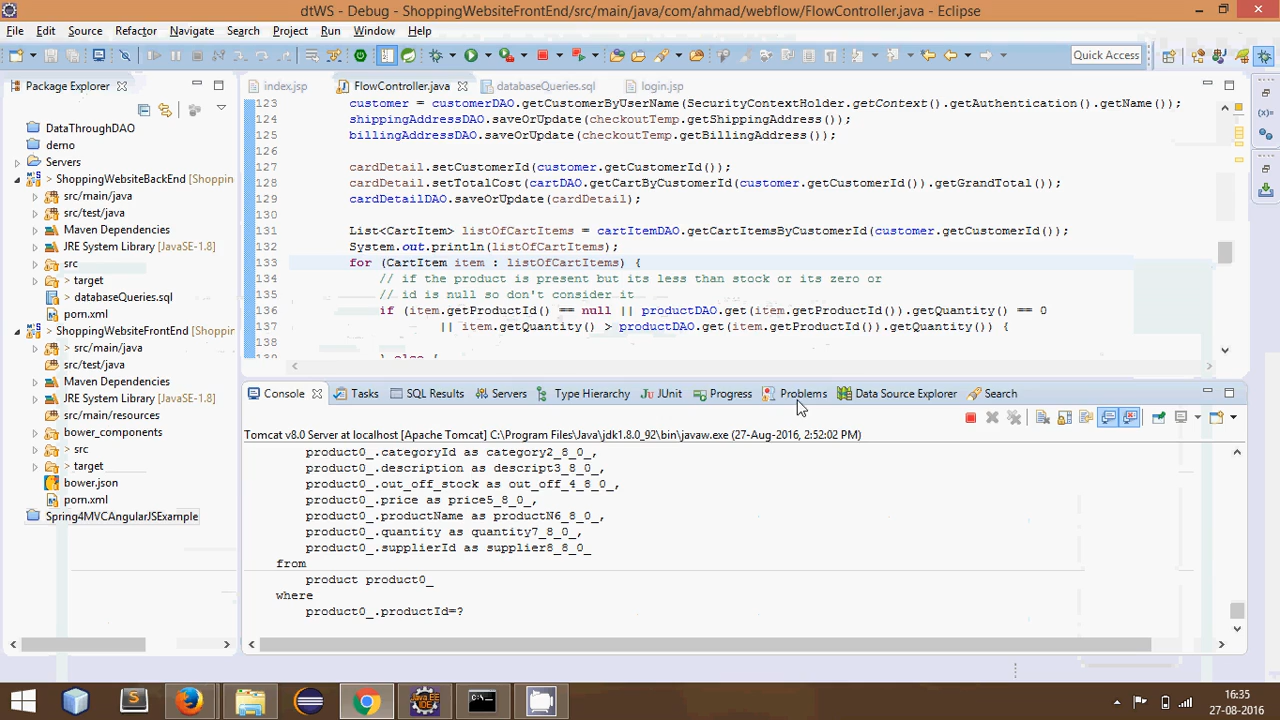 dtWS - Debug - ShoppingWebsiteFrontEnd/src/main/java/com/ahmad/webflow/FlowController.java - Eclipse
File Edit Source Refactor Navigate Search Project Run Window Help
Quick Access
Package Explorer
DataThroughDAO
demo
Servers
> ShoppingWebsiteBackEnd (Shoppin
src/main/java
src/test/java
Maven Dependencies
JRE System Library [JavaSE-1.8]
src
> target
> databaseQueries.sql
pom.xml
> ShoppingWebsiteFrontEnd (Shoppin
> src/main/java
src/test/java
Maven Dependencies
JRE System Library [JavaSE-1.8]
src/main/resources
bower_components
> src
> target
bower.json
pom.xml
Spring4MVCAngularJSExample
index.jsp FlowController.java databaseQueries.sql login.jsp
123 customer = customerDAO.getCustomerByUserName(SecurityContextHolder.getContext().getAuthentication().getName());
124 shippingAddressDAO.saveOrUpdate(checkoutTemp.getShippingAddress());
125 billingAddressDAO.saveOrUpdate(checkoutTemp.getBillingAddress());
126
127 cardDetail.setCustomerId(customer.getCustomerId());
128 cardDetail.setTotalCost(cartDAO.getCartByCustomerId(customer.getCustomerId()).getGrandTotal());
129 cardDetailDAO.saveOrUpdate(cardDetail);
130
131 List<CartItem> listOfCartItems = cartItemDAO.getCartItemsByCustomerId(customer.getCustomerId());
132 System.out.println(listOfCartItems);
133 for (CartItem item : listOfCartItems) {
134 // if the product is present but its less than stock or its zero or
135 // id is null so don't consider it
136 if (item.getProductId() == null || productDAO.get(item.getProductId()).getQuantity() == 0
137 || item.getQuantity() > productDAO.get(item.getProductId()).getQuantity()) {
138
139 } else {
Console Tasks SQL Results Servers Type Hierarchy JUnit Progress Problems Data Source Explorer Search
Tomcat v8.0 Server at localhost [Apache Tomcat] C:\Program Files\Java\jdk1.8.0_92\bin\javaw.exe (27-Aug-2016, 2:52:02 PM)
product0_.categoryId as category2_8_0_,
product0_.description as descript3_8_0_,
product0_.out_off_stock as out_off_4_8_0_,
product0_.price as price5_8_0_,
product0_.productName as productN6_8_0_,
product0_.quantity as quantity7_8_0_,
product0_.supplierId as supplier8_8_0_
from
product product0_
where
product0_.productId=?
16:35
27-08-2016